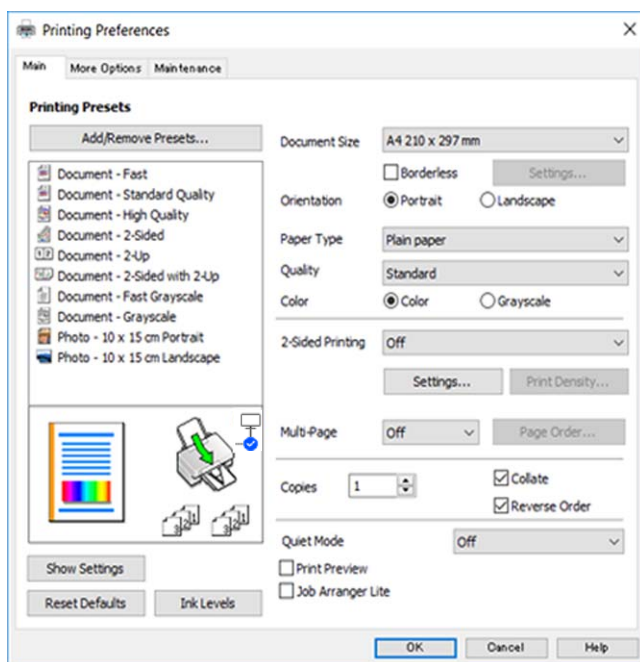 Printing Preferences
Main More Options Maintenance
Printing Presets
Add/Remove Presets...
Document - Fast
Document - Standard Quality
Document - High Quality
Document - 2-Sided
Document - 2-Up
Document - 2-Sided with 2-Up
Document - Fast Grayscale
Document - Grayscale
Photo - 10 x 15 cm Portrait
Photo - 10 x 15 cm Landscape
Show Settings
Reset Defaults Ink Levels
Document Size A4 210 x 297 mm
Borderless Settings...
Orientation Portrait Landscape
Paper Type Plain paper
Quality Standard
Color Color Grayscale
2-Sided Printing Off
Settings... Print Density...
Multi-Page Off Page Order...
Copies 1 Collate
Reverse Order
Quiet Mode Off
Print Preview
Job Arranger Lite
OK Cancel Help